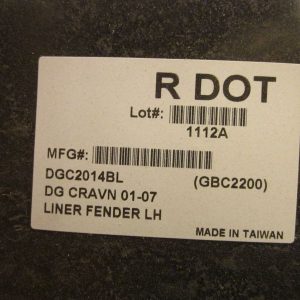 R DOT
Lot#:
1112A
MFG#:
DGC2014BL (GBC2200)
DG CRAVN 01-07
LINER FENDER LH
MADE IN TAIWAN